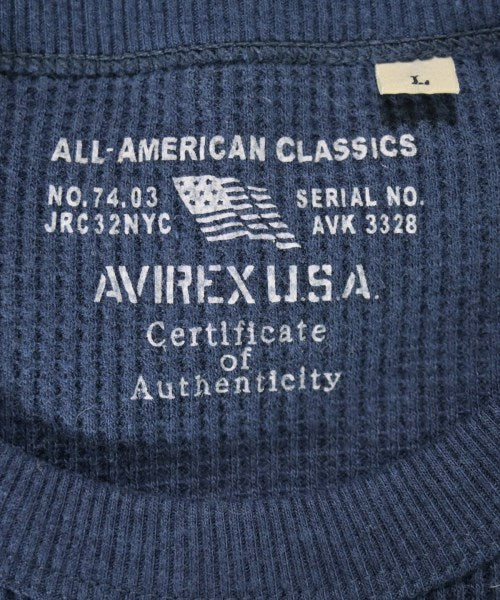 L
ALL-AMERICAN CLASSICS
NO.74.03 SERIAL NO.
JRC32NYC AVK 3328
AVIREX U.S.A.
Certificate
of
Authenticity